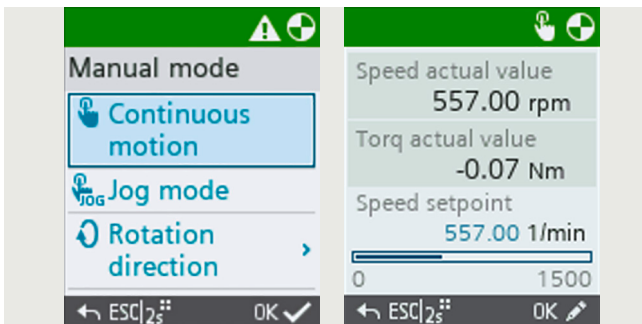 Manual mode
Continuous
motion
JOG Jog mode
Rotation
direction
ESC 2s OK
Speed actual value
557.00 rpm
Torq actual value
-0.07 Nm
Speed setpoint
557.00 1/min
0 1500
ESC 2s OK